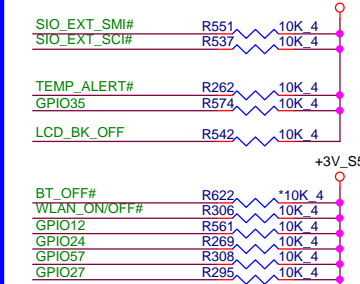 SIO_EXT_SMI# R551 10K_4
SIO_EXT_SCI# R537 10K_4
TEMP_ALERT# R262 10K_4
GPIO35 R574 10K_4
LCD_BK_OFF R542 10K_4
+3V_S5
BT_OFF# R622 *10K_4
WLAN_ON/OFF# R306 10K_4
GPIO12 R561 10K_4
GPIO24 R269 10K_4
GPIO57 R308 10K_4
GPIO27 R295 10K_4